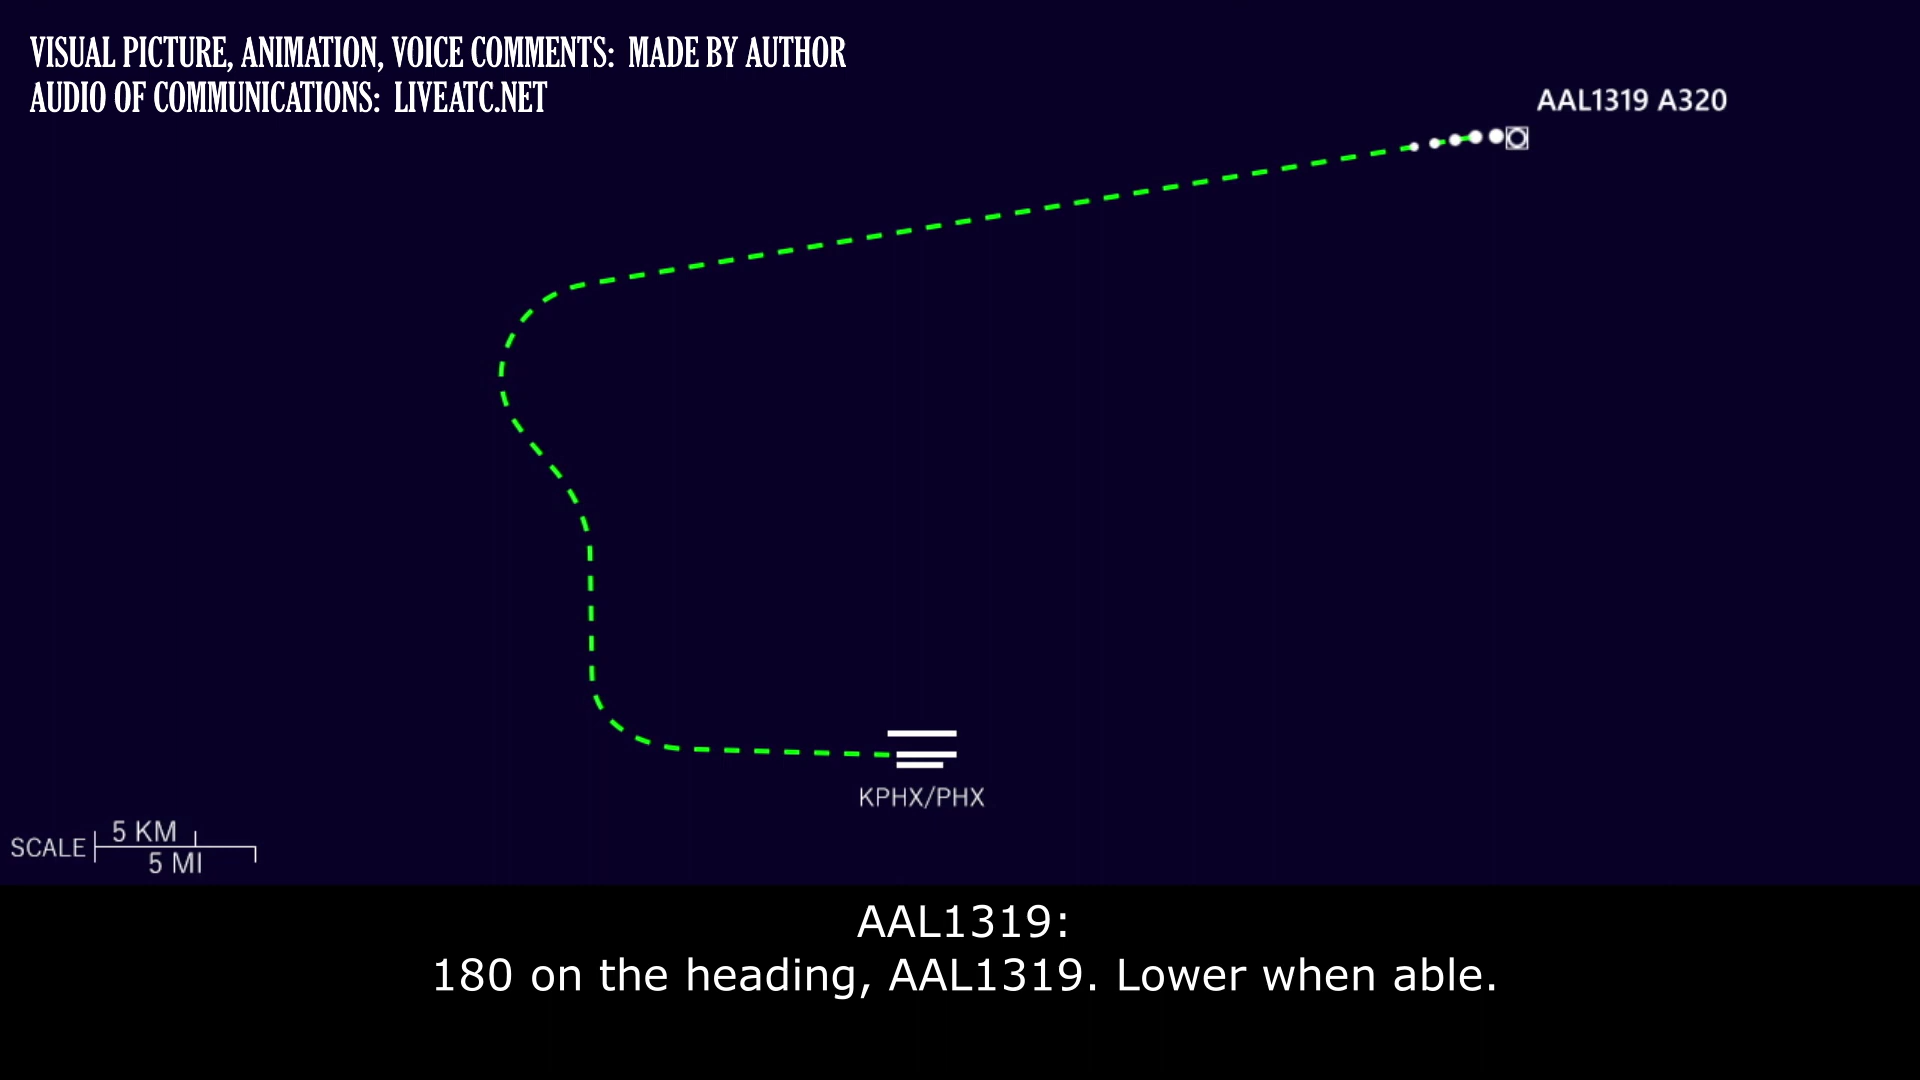 VISUAL PICTURE, ANIMATION, VOICE COMMENTS: MADE BY AUTHOR
AUDIO OF COMMUNICATIONS: LIVEATC.NET
AAL1319 A320
KPHX/PHX
SCALE 5 KM
5 MI
AAL1319:
180 on the heading, AAL1319. Lower when able.